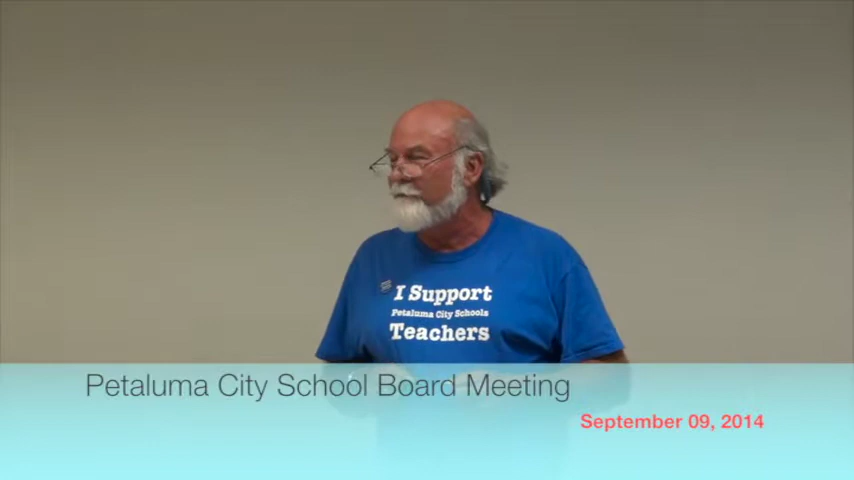 I Support
Petaluma City Schools
Teachers
Petaluma City School Board Meeting
September 09, 2014